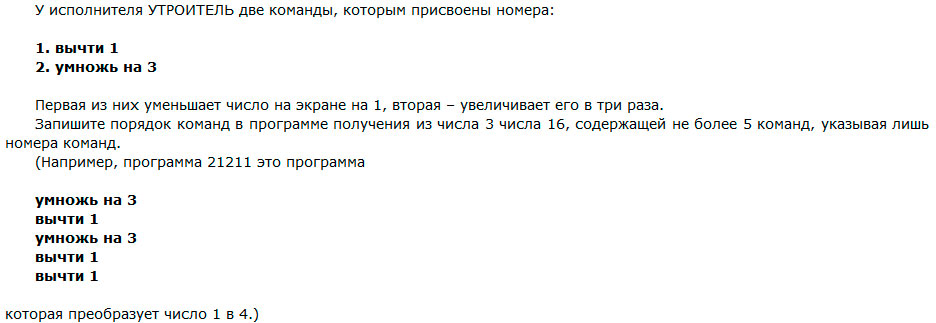 У исполнителя УТРОИТЕЛЬ две команды, которым присвоены номера:
1. вычти 1
2. умножь на 3
Первая из них уменьшает число на экране на 1, вторая – увеличивает его в три раза.
Запишите порядок команд в программе получения из числа 3 числа 16, содержащей не более 5 команд, указывая лишь
номера команд.
(Например, программа 21211 это программа
умножь на 3
вычти 1
умножь на 3
вычти 1
вычти 1
которая преобразует число 1 в 4.)